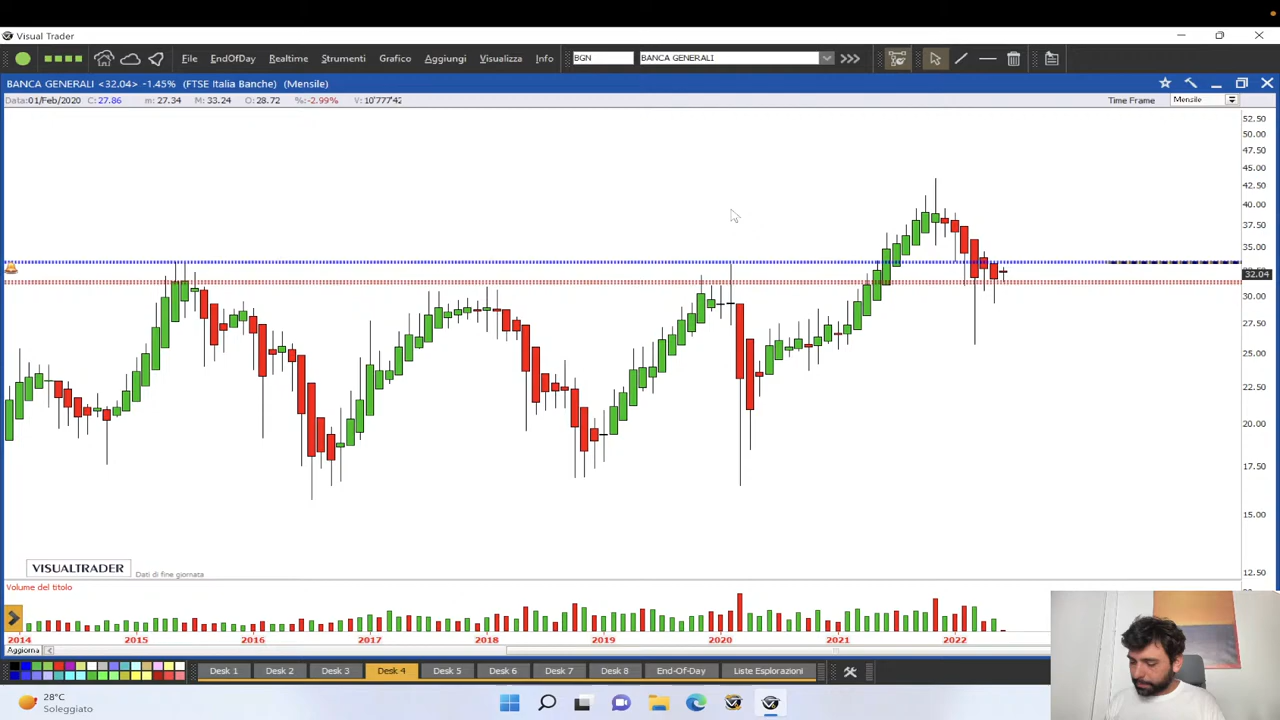 Visual Trader
File EndOfDay Realtime Strumenti Grafico Aggiungi Visualizza Info BGN BANCA GENERALI
BANCA GENERALI <32.04> -1.45% (FTSE Italia Banche) (Mensile)
Data:01/Feb/2020 C:27.86 m:27.34 M:33.24 O:28.72 %:-2.99% V:10'777'42 Time Frame Mensile
52.50
50.00
47.50
45.00
42.50
40.00
37.50
35.00
32.04
30.00
27.50
25.00
22.50
20.00
17.50
15.00
12.50
VISUALTRADER Dati di fine giornata
Volume del titolo
2014 2015 2016 2017 2018 2019 2020 2021 2022
Aggiorna
Desk 1 Desk 2 Desk 3 Desk 4 Desk 5 Desk 6 Desk 7 Desk 8 End-Of-Day Liste Esplorazioni
28°C
Soleggiato